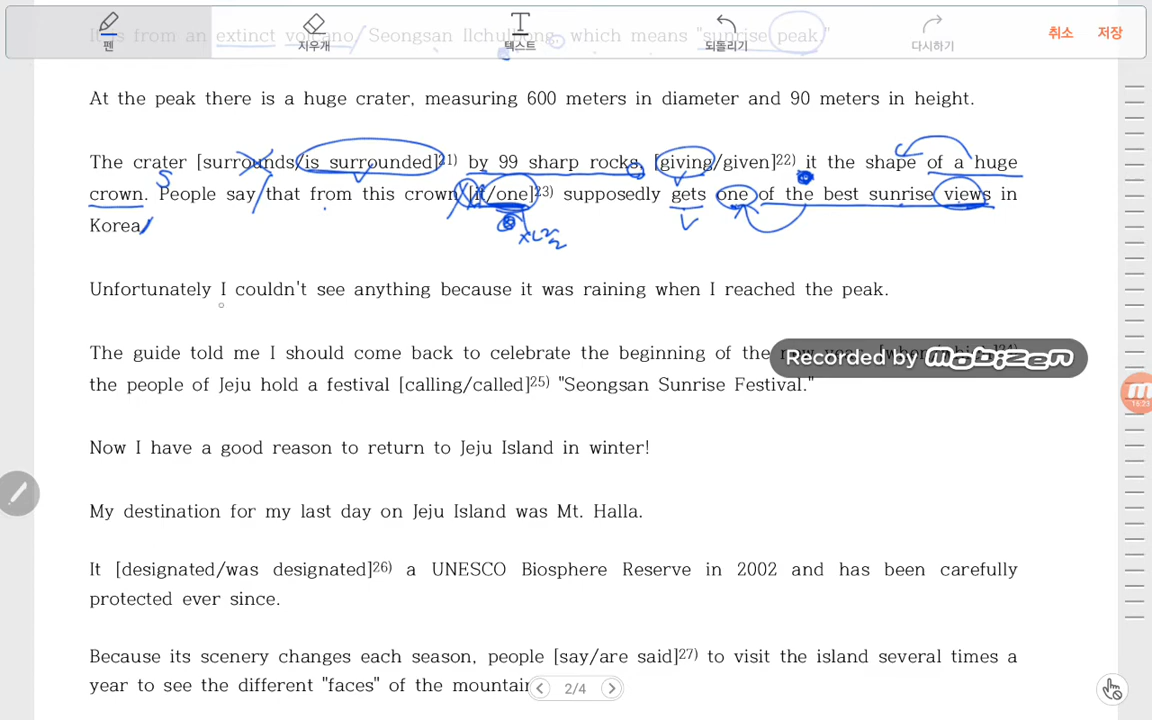 펜
지우개
텍스트
되돌리기
다시하기
취소
저장
It is from an extinct volcano/ Seongsan Ilchulbong, which means "sunrise peak."
At the peak there is a huge crater, measuring 600 meters in diameter and 90 meters in height.
The crater [surrounds/is surrounded]21) by 99 sharp rocks, [giving/given]22) it the shape of a huge
crown. People say that from this crown [it/one]23) supposedly gets one of the best sunrise views in
Korea.
S
V
Unfortunately I couldn't see anything because it was raining when I reached the peak.
The guide told me I should come back to celebrate the beginning of the new year,
Recorded by mobizen
the people of Jeju hold a festival [calling/called]25) "Seongsan Sunrise Festival."
Now I have a good reason to return to Jeju Island in winter!
My destination for my last day on Jeju Island was Mt. Halla.
It [designated/was designated]26) a UNESCO Biosphere Reserve in 2002 and has been carefully
protected ever since.
Because its scenery changes each season, people [say/are said]27) to visit the island several times a
year to see the different "faces" of the mountain
2/4